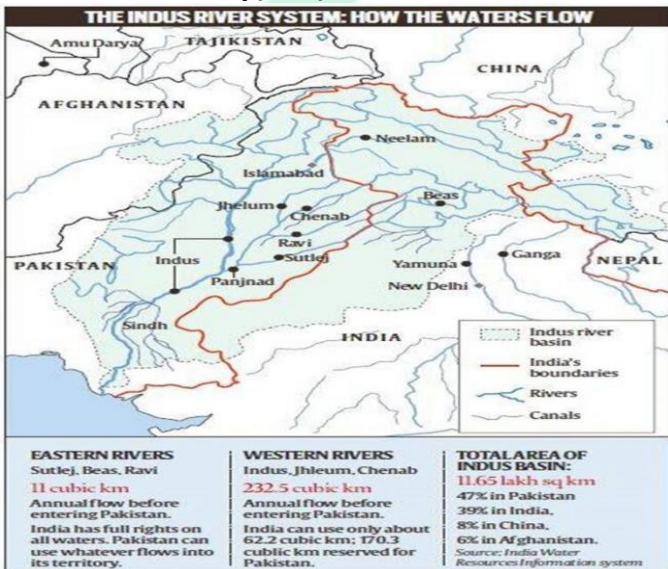 THE INDUS RIVER SYSTEM: HOW THE WATERS FLOW
Amu Darya
TAJIKISTAN
CHINA
AFGHANISTAN
Neelam
Islamabad
Jhelum
Chenab
Beas
Ravi
Sutlej
Indus
PAKISTAN
Panjnad
Yamuna
Ganga
NEPAL
New Delhi
Sindh
INDIA
Indus river
basin
India's
boundaries
Rivers
Canals
EASTERN RIVERS
Sutlej, Beas, Ravi
11 cubic km
Annual flow before
entering Pakistan.
India has full rights on
all waters. Pakistan can
use whatever flows into
its territory.
WESTERN RIVERS
Indus, Jhleum, Chenab
232.5 cubic km
Annual flow before
entering Pakistan.
India can use only about
62.2 cubic km; 170.3
cublic km reserved for
Pakistan.
TOTAL AREA OF
INDUS BASIN:
11.65 lakh sq km
47% in Pakistan
39% in India,
8% in China,
6% in Afghanistan.
Source: India Water
Resources Information system